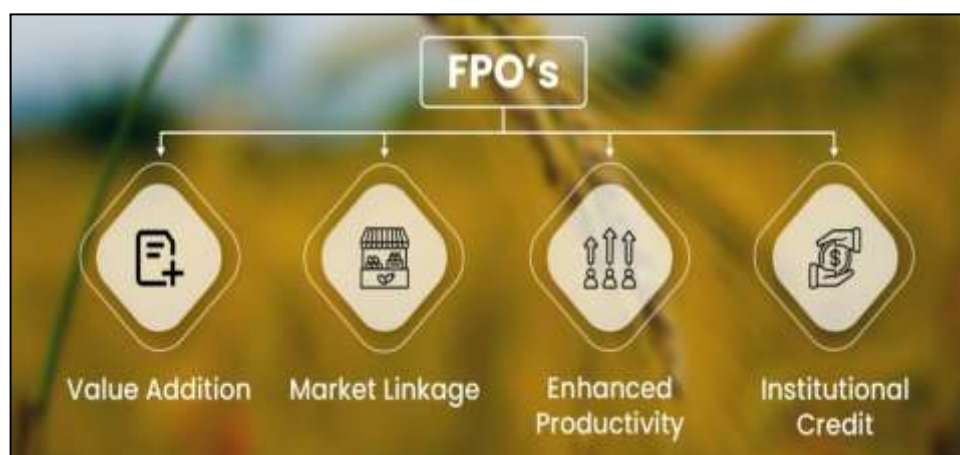 FPO's
Value Addition
Market Linkage
Enhanced
Productivity
Institutional
Credit